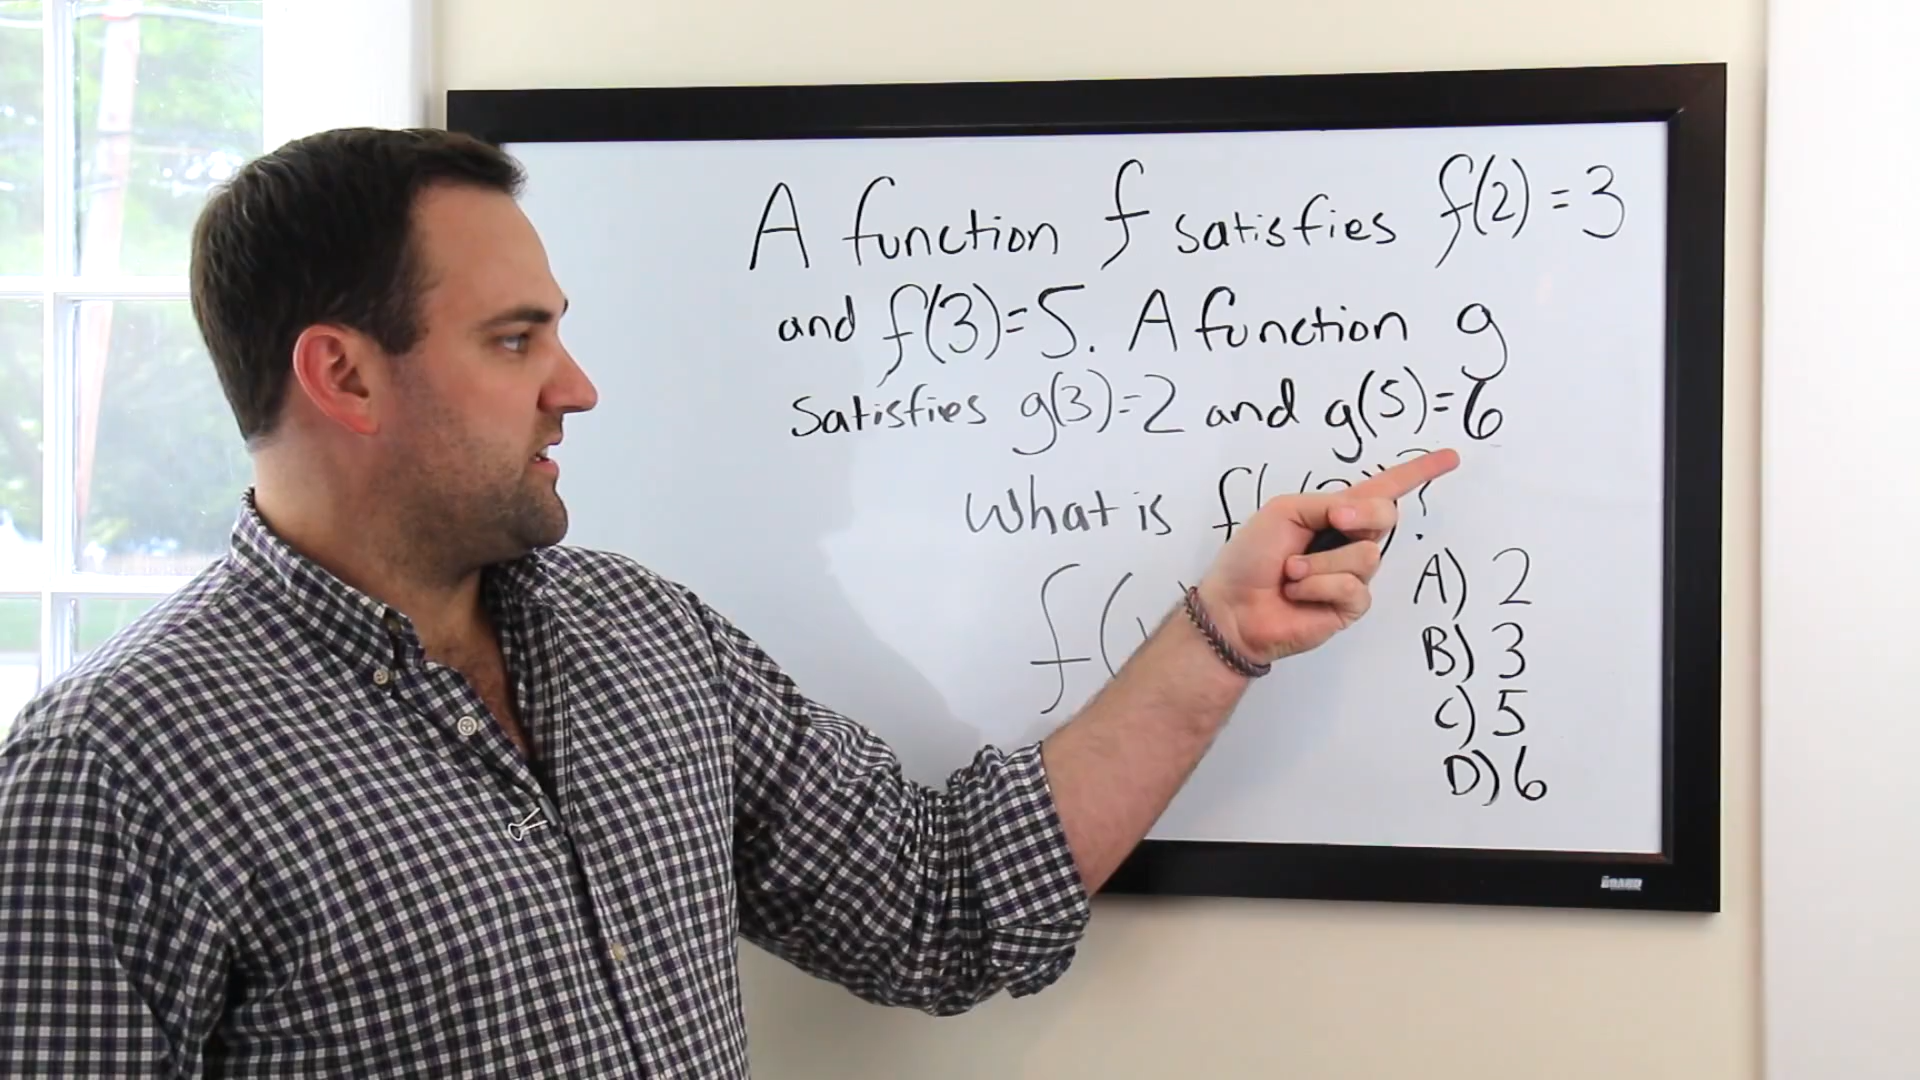 A function f satisfies f(2) = 3
and f(3)=5. A function g
satisfies g(3)=2 and g(5)=6
What is f( ?
f(
A) 2
B) 3
C) 5
D) 6
BOARD